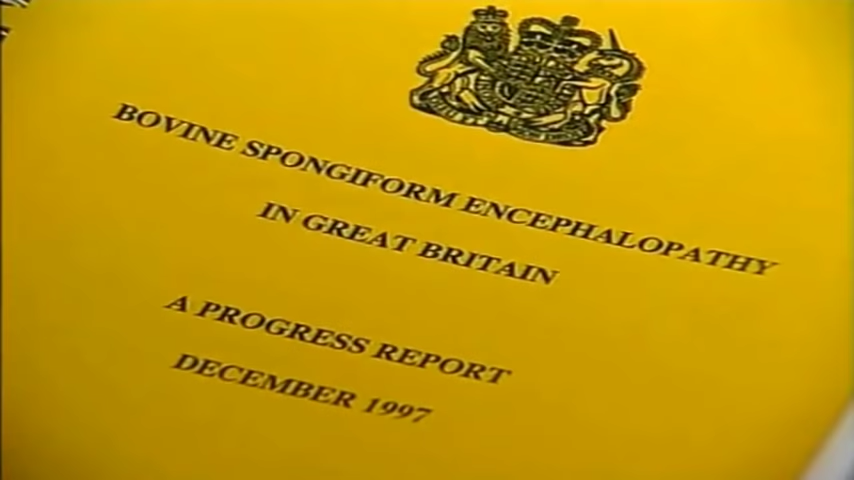 BOVINE SPONGIFORM ENCEPHALOPATHY
IN GREAT BRITAIN
A PROGRESS REPORT
DECEMBER 1997